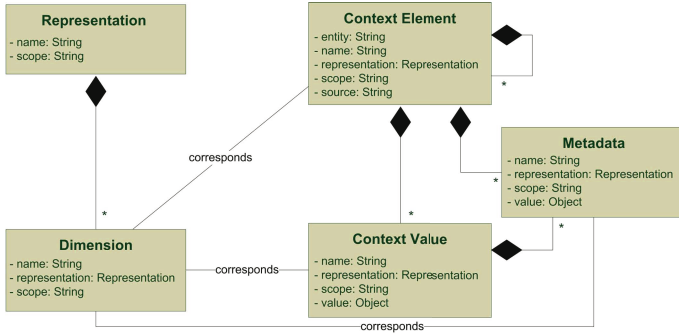 Representation
- name: String
- scope: String
Context Element
- entity: String
- name: String
- representation: Representation
- scope: String
- source: String
*
Metadata
- name: String
- representation: Representation
- scope: String
- value: Object
*
corresponds
*
Dimension
- name: String
- representation: Representation
- scope: String
corresponds
*
Context Value
- name: String
- representation: Representation
- scope: String
- value: Object
*
corresponds